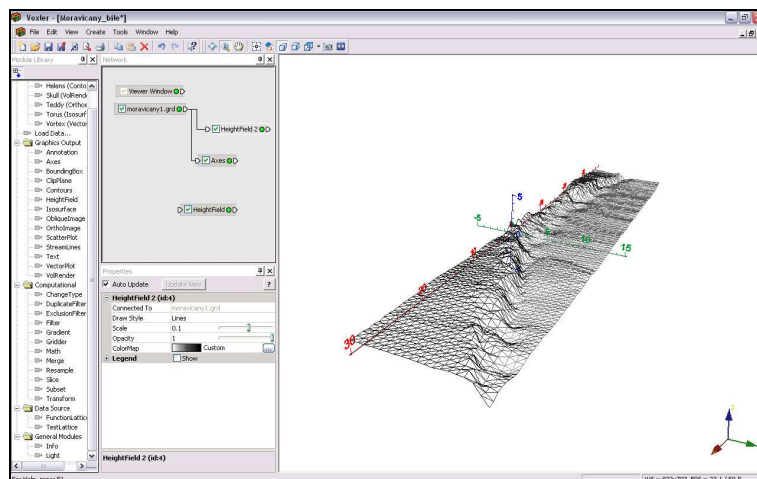 Voxler - [Moravicany_bile*]
File Edit View Create Tools Window Help
Module Library
Helens (Conto
Skull (VolRend
Teddy (Orthos
Torus (Isosurf
Vortex (Vector
Load Data...
Graphics Output
Annotation
Axes
BoundingBox
ClipPlane
Contours
HeightField
Isosurface
ObliqueImage
OrthoImage
ScatterPlot
StreamLines
Text
VectorPlot
VolRender
Computational
ChangeType
DuplicateFilter
ExclusionFilter
Filter
Gradient
Gridder
Math
Merge
Resample
Slice
Subset
Transform
Data Source
FunctionLattic
TestLattice
General Modules
Info
Light
Network
Viewer Window
moravicany1.grd
HeightField 2
Axes
HeightField
Properties
Auto Update Update Now ?
HeightField 2 (id:4)
Connected To moravicany1.grd
Draw Style Lines
Scale 0.1
Opacity 1
ColorMap Custom ...
Legend Show
HeightField 2 (id:4)
5
-5
10
15
30